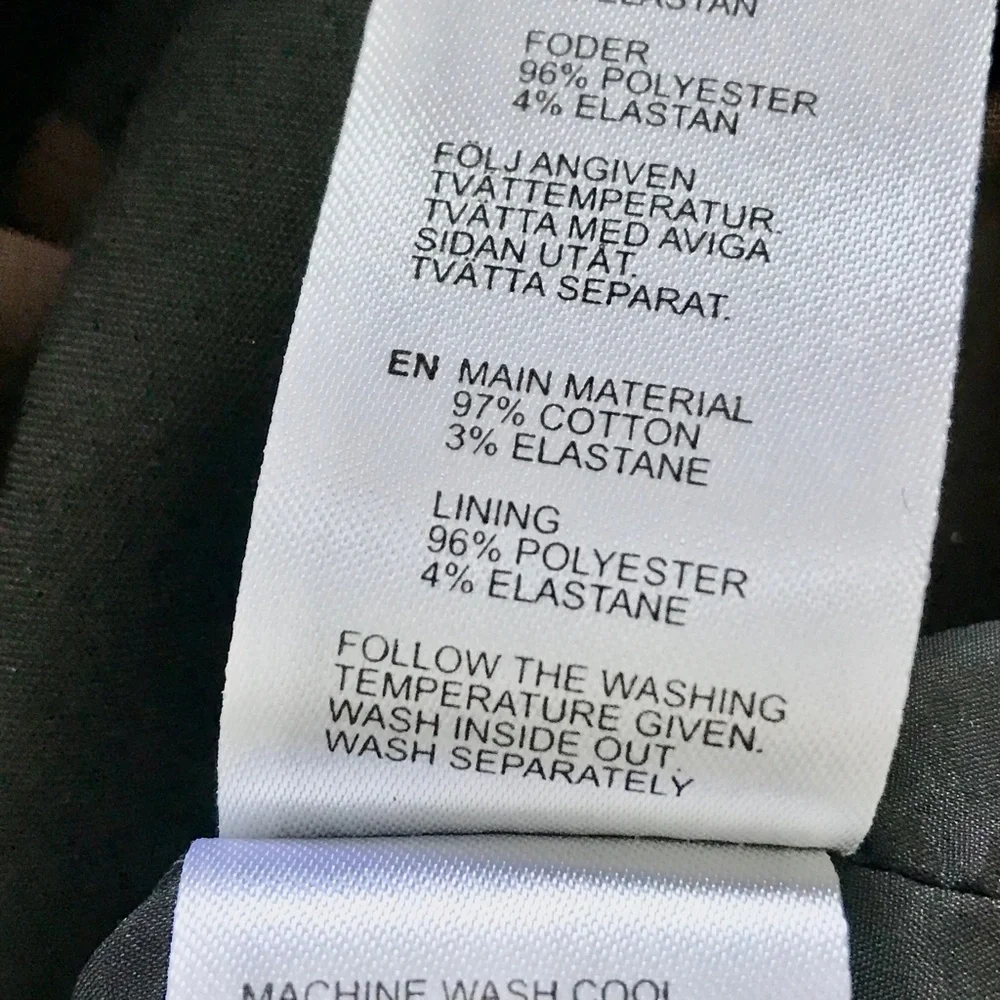 ELASTAN
FODER
96% POLYESTER
4% ELASTAN
FÖLJ ANGIVEN
TVÄTTEMPERATUR.
TVÄTTA MED AVIGA
SIDAN UTÅT.
TVÄTTA SEPARAT.
EN MAIN MATERIAL
97% COTTON
3% ELASTANE
LINING
96% POLYESTER
4% ELASTANE
FOLLOW THE WASHING
TEMPERATURE GIVEN.
WASH INSIDE OUT.
WASH SEPARATELY
MACHINE WASH COOL